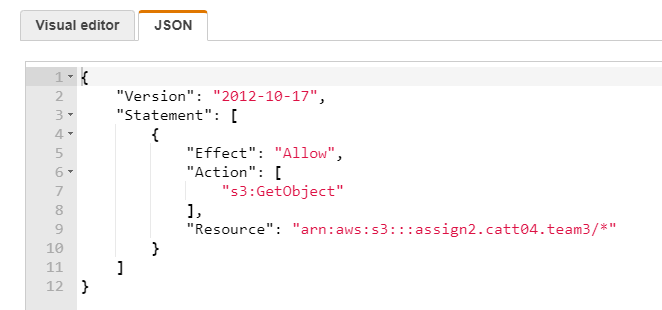 Visual editor JSON
1 {
2 "Version": "2012-10-17",
3 "Statement": [
4 {
5 "Effect": "Allow",
6 "Action": [
7 "s3:GetObject"
8 ],
9 "Resource": "arn:aws:s3:::assign2.catt04.team3/*"
10 }
11 ]
12 }